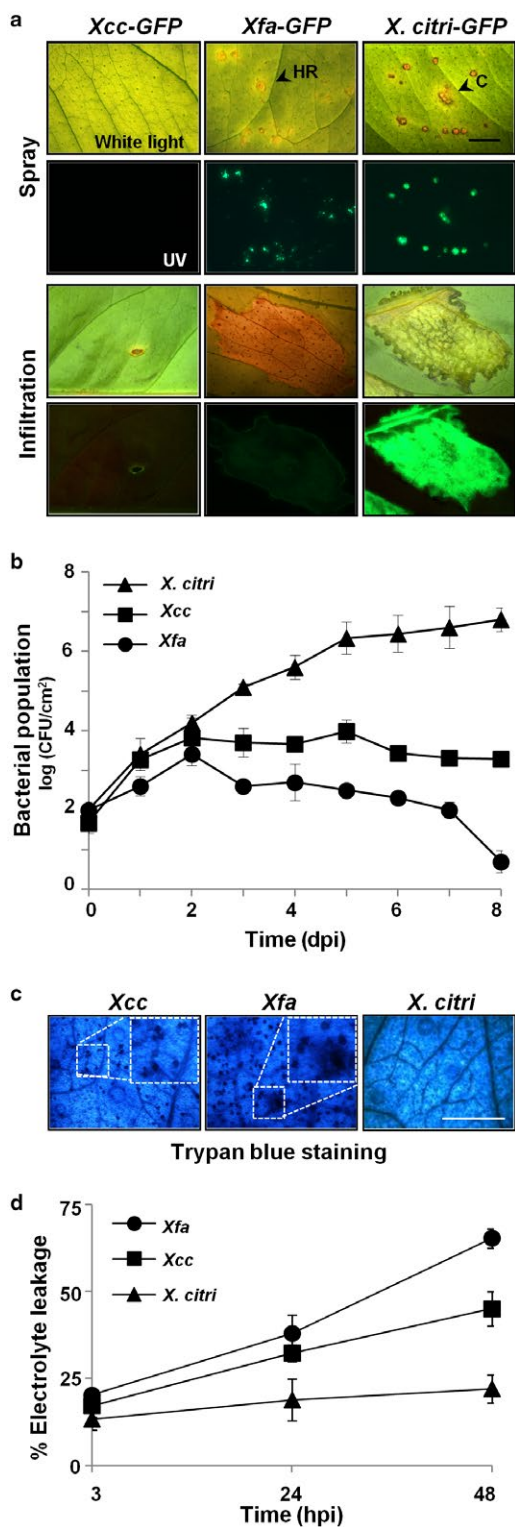 a
Xcc-GFP Xfa-GFP X. citri-GFP
Spray
White light
HR
C
UV
Infiltration
b
Bacterial population
log (CFU/cm²)
8
6
4
2
0
X. citri
Xcc
Xfa
0 2 4 6 8
Time (dpi)
c
Xcc Xfa X. citri
Trypan blue staining
d
% Electrolyte leakage
75
50
25
0
Xfa
Xcc
X. citri
3 24 48
Time (hpi)